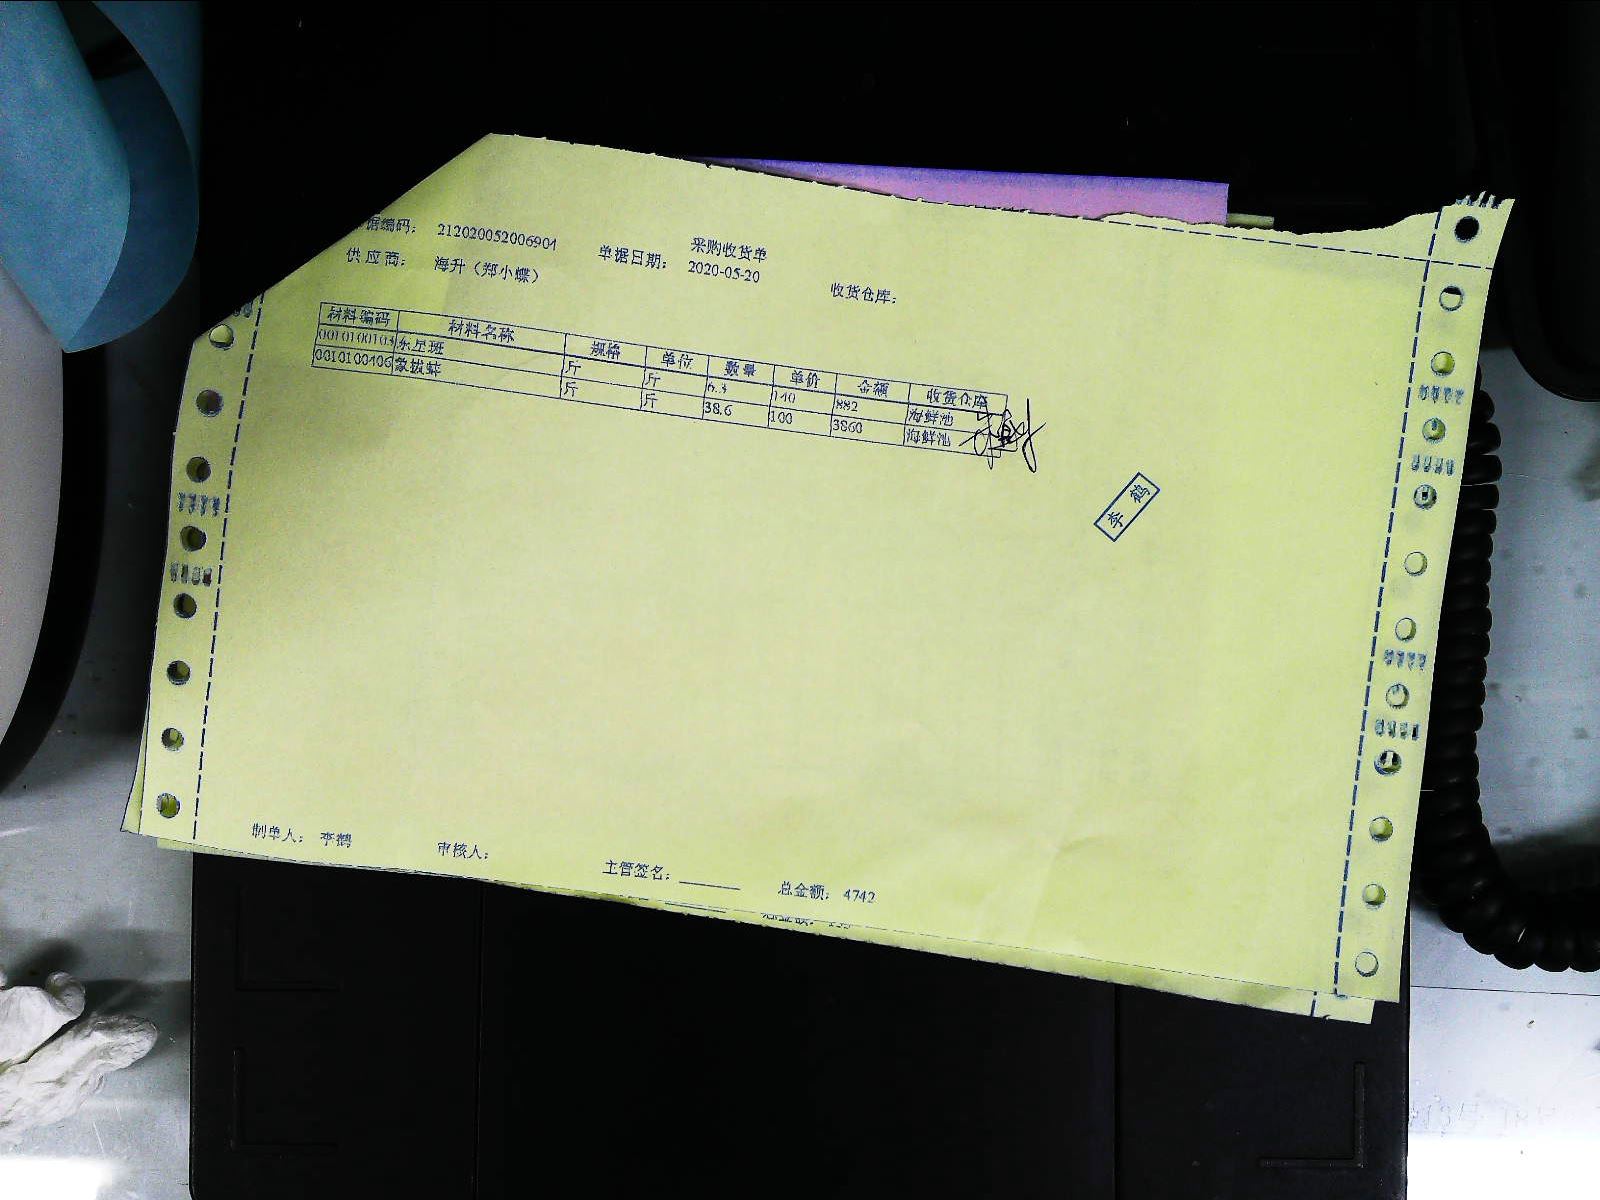 采购收货单
据编码： 212020052006901 单据日期： 2020-05-20 收货仓库：
供应商： 海升（郑小蝶）
材料编码 材料名称 规格 单位 数量 单价 金额 收货仓库
0010100103 东星斑 斤 斤 6.3 140 882 海鲜池
0010100406 象拔蚌 斤 斤 38.6 100 3860 海鲜池
李鹤
制单人： 李鹤 审核人： 主管签名： 总金额： 4742